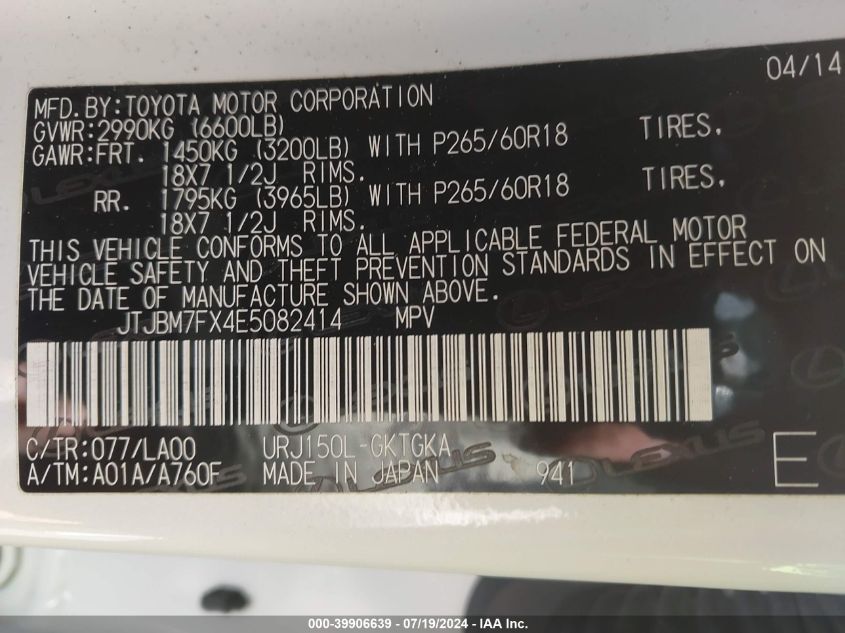 04/14
MFD.BY:TOYOTA MOTOR CORPORATION
GVWR:2990KG (6600LB)
GAWR:FRT. 1450KG (3200LB) WITH P265/60R18 TIRES.
18X7 1/2J RIMS.
RR. 1795KG (3965LB) WITH P265/60R18 TIRES.
18X7 1/2J RIMS.
THIS VEHICLE CONFORMS TO ALL APPLICABLE FEDERAL MOTOR
VEHICLE SAFETY AND THEFT PREVENTION STANDARDS IN EFFECT ON
THE DATE OF MANUFACTURE SHOWN ABOVE.
JTJBM7FX4E5082414 MPV
C/TR:077/LA00 URJ150L-GKTGKA
A/TM:A01A/A760F MADE IN JAPAN 941 E
LEXUS
000-39906639 - 07/19/2024 - IAA Inc.